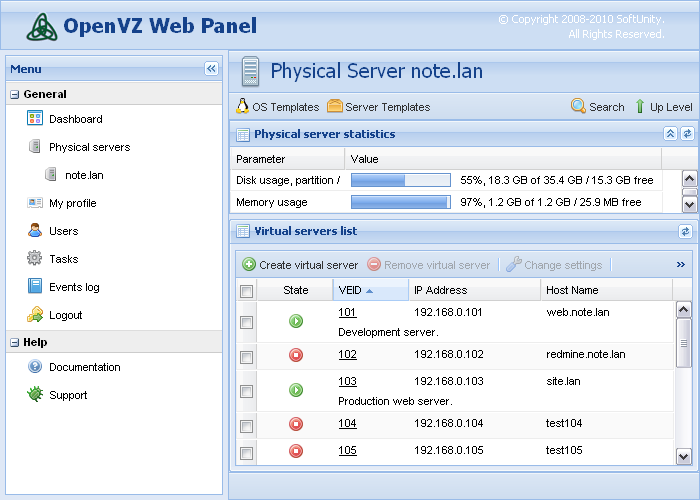 OpenVZ Web Panel
© Copyright 2008-2010 SoftUnity.
All Rights Reserved.
Menu
General
Dashboard
Physical servers
note.lan
My profile
Users
Tasks
Events log
Logout
Help
Documentation
Support
Physical Server note.lan
OS Templates Server Templates Search Up Level
Physical server statistics
Parameter Value
Disk usage, partition / 55%, 18.3 GB of 35.4 GB / 15.3 GB free
Memory usage 97%, 1.2 GB of 1.2 GB / 25.9 MB free
Virtual servers list
Create virtual server Remove virtual server Change settings »
State VEID IP Address Host Name
101 192.168.0.101 web.note.lan
Development server.
102 192.168.0.102 redmine.note.lan
103 192.168.0.103 site.lan
Production web server.
104 192.168.0.104 test104
105 192.168.0.105 test105